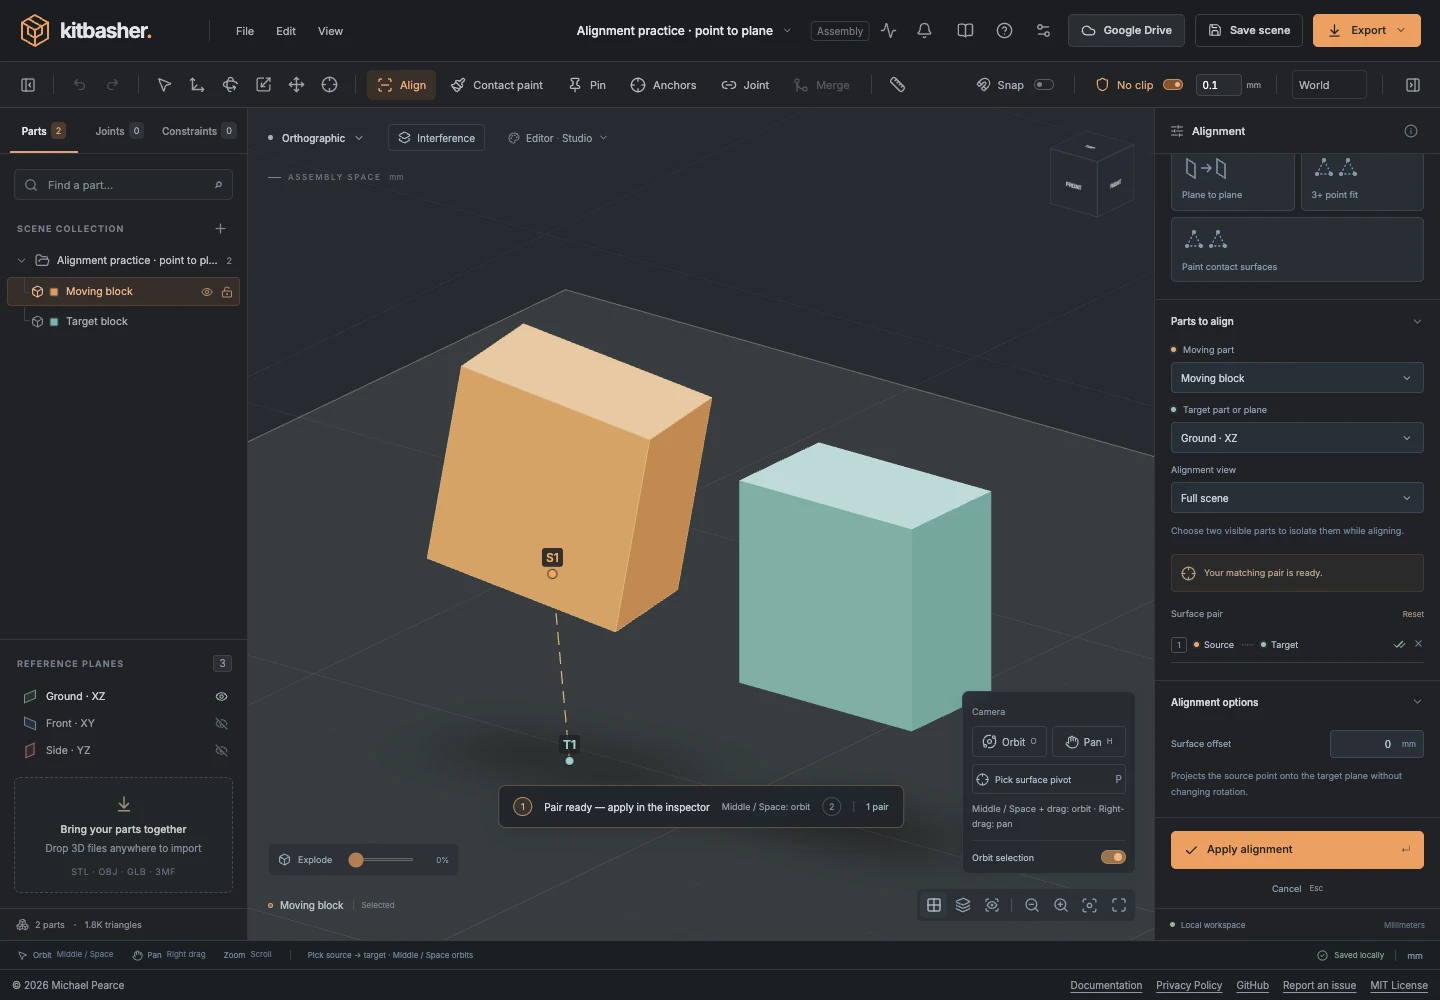 kitbasher.
File
Edit
View
Alignment practice · point to plane
Assembly
Google Drive
Save scene
Export
Align
Contact paint
Pin
Anchors
Joint
Merge
Snap
No clip
0.1
mm
World
Parts 2
Joints 0
Constraints 0
Find a part...
SCENE COLLECTION
Alignment practice · point to pl... 2
Moving block
Target block
REFERENCE PLANES 3
Ground · XZ
Front · XY
Side · YZ
Bring your parts together
Drop 3D files anywhere to import
STL · OBJ · GLB · 3MF
2 parts · 1.8K triangles
Orthographic
Interference
Editor · Studio
ASSEMBLY SPACE mm
FRONT
RIGHT
S1
T1
1 Pair ready — apply in the inspector Middle / Space: orbit 2 1 pair
Explode 0%
Moving block Selected
Camera
Orbit O
Pan H
Pick surface pivot P
Middle / Space + drag: orbit · Right-
drag: pan
Orbit selection
Alignment
Plane to plane
3+ point fit
Paint contact surfaces
Parts to align
Moving part
Moving block
Target part or plane
Ground · XZ
Alignment view
Full scene
Choose two visible parts to isolate them while aligning.
Your matching pair is ready.
Surface pair Reset
1 Source Target
Alignment options
Surface offset 0 mm
Projects the source point onto the target plane without
changing rotation.
Apply alignment
Cancel Esc
Local workspace Millimeters
Orbit Middle / Space Pan Right drag Zoom Scroll Pick source → target · Middle / Space orbits
Saved locally mm
© 2026 Michael Pearce
Documentation Privacy Policy GitHub Report an issue MIT License